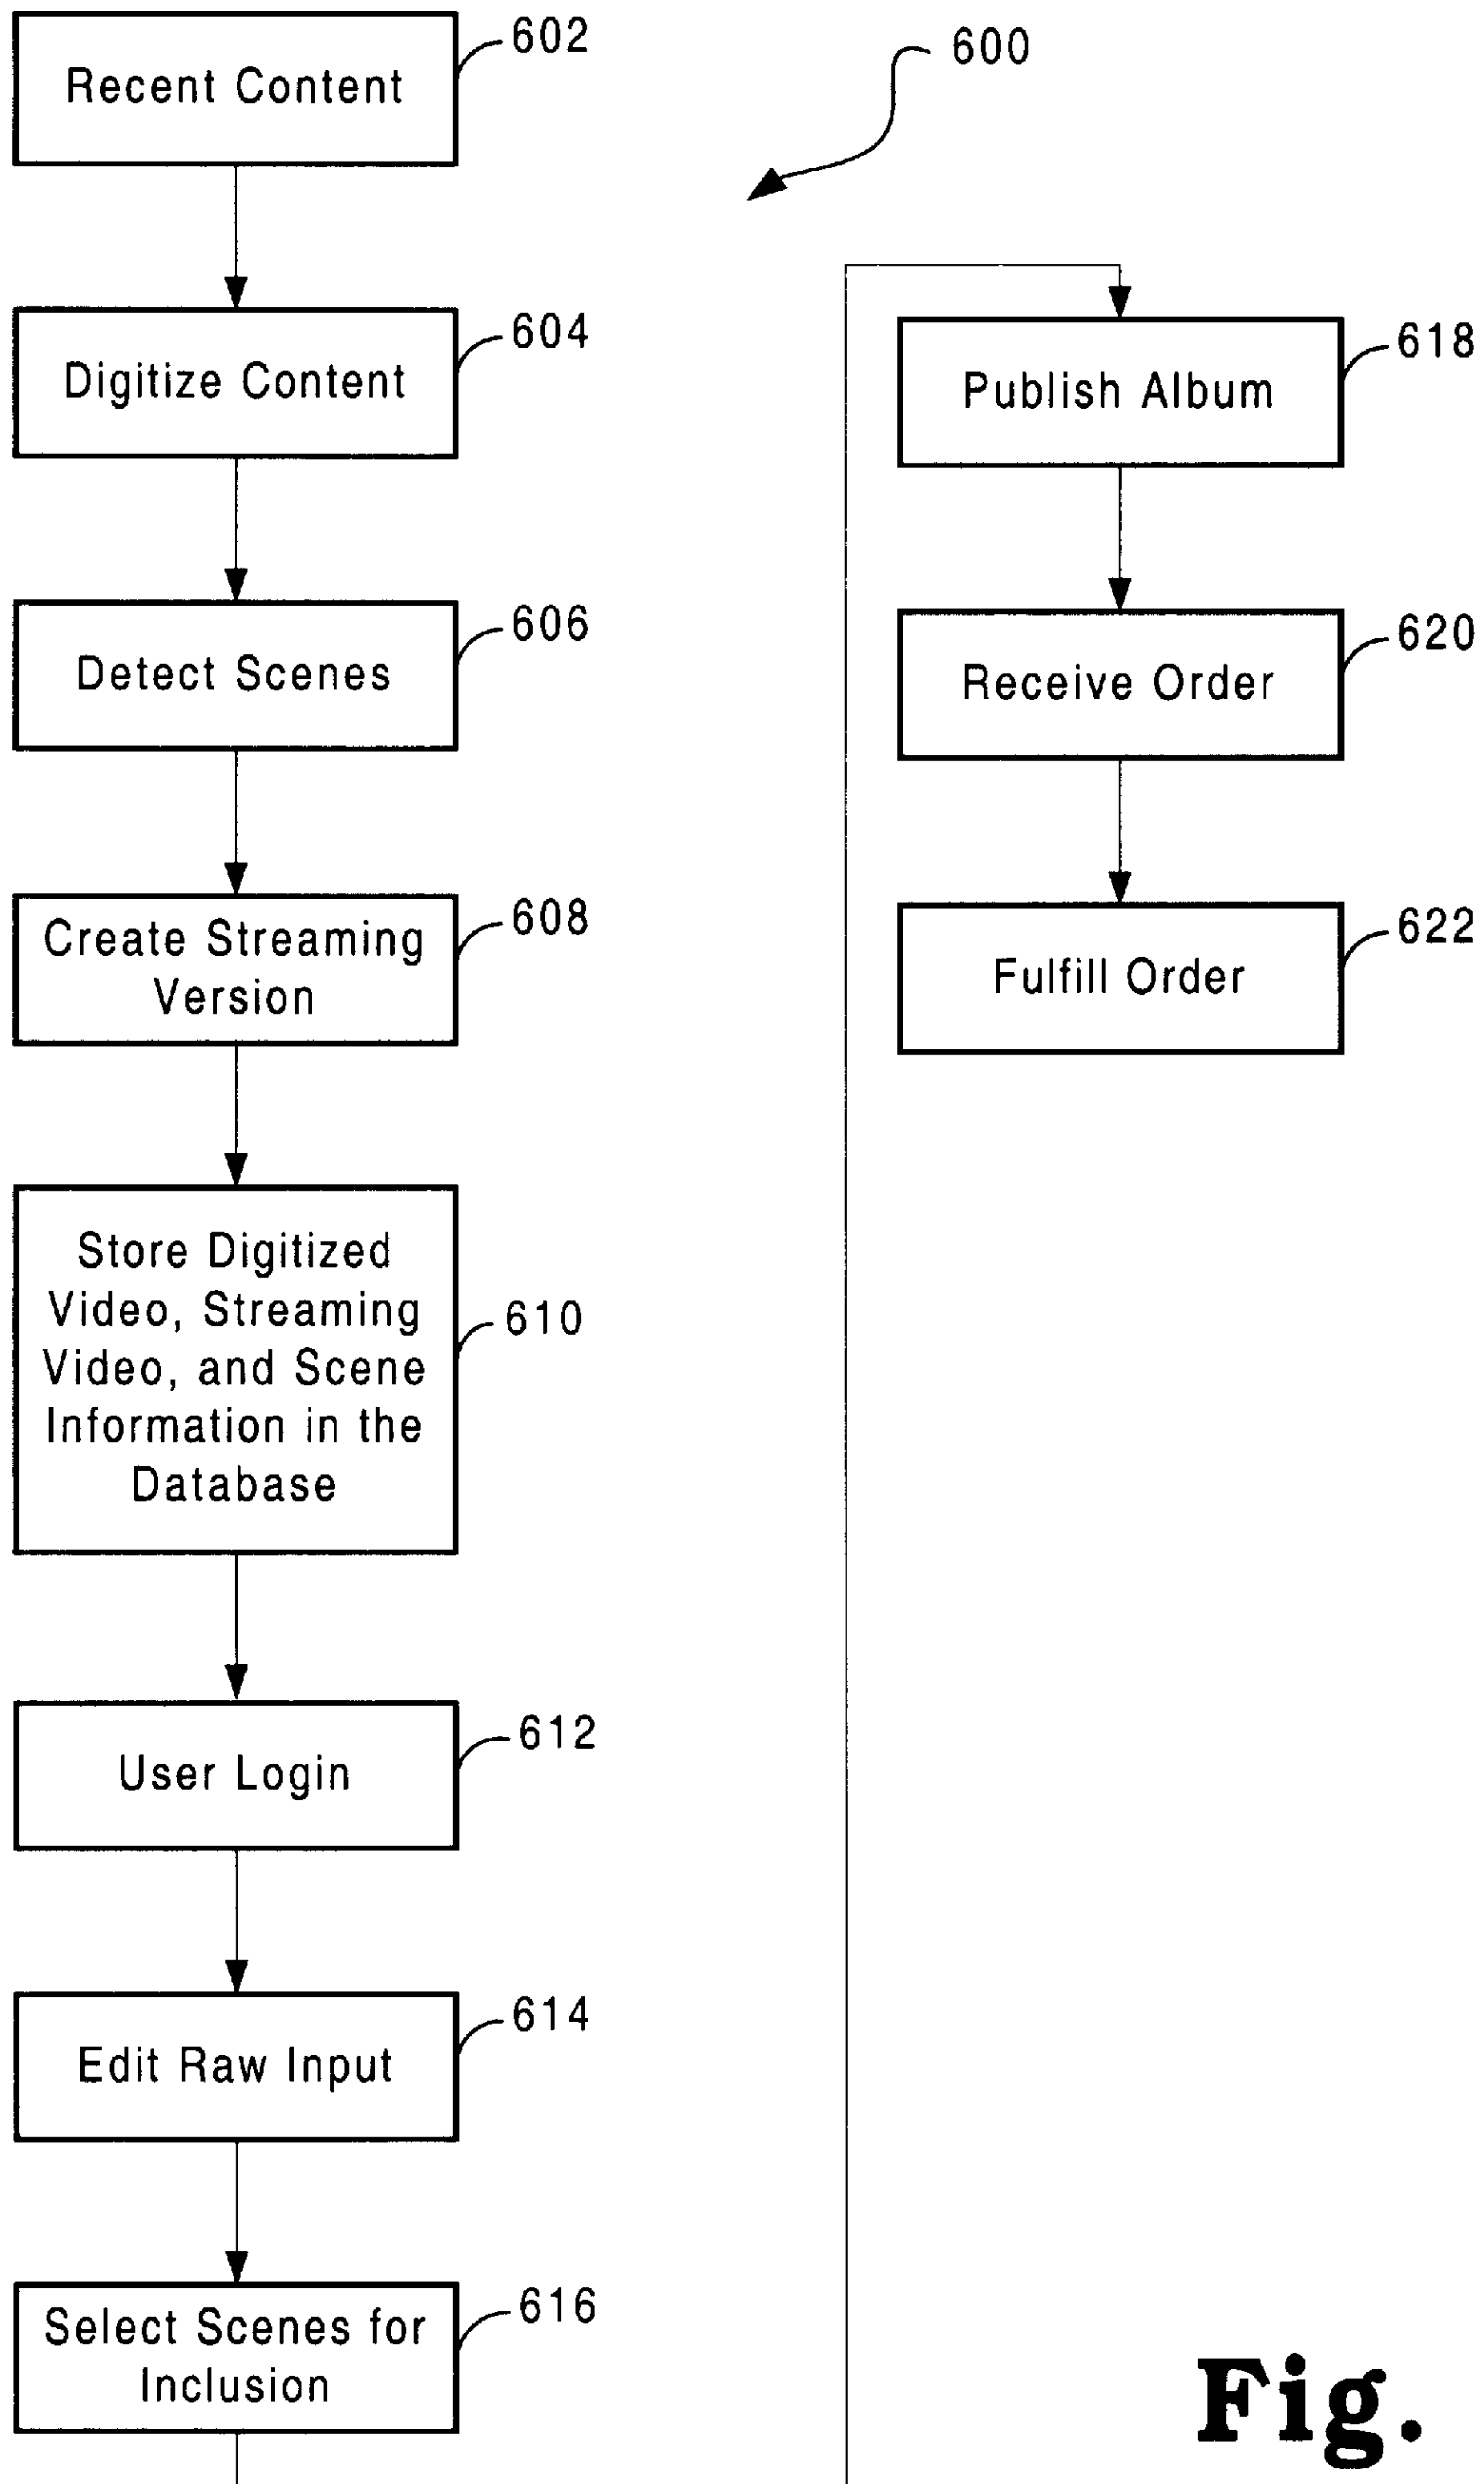 Recent Content
602
600
Digitize Content
604
Detect Scenes
606
Create Streaming
Version
608
Store Digitized
Video, Streaming
Video, and Scene
Information in the
Database
610
User Login
612
Edit Raw Input
614
Select Scenes for
Inclusion
616
Publish Album
618
Receive Order
620
Fulfill Order
622
Fig.